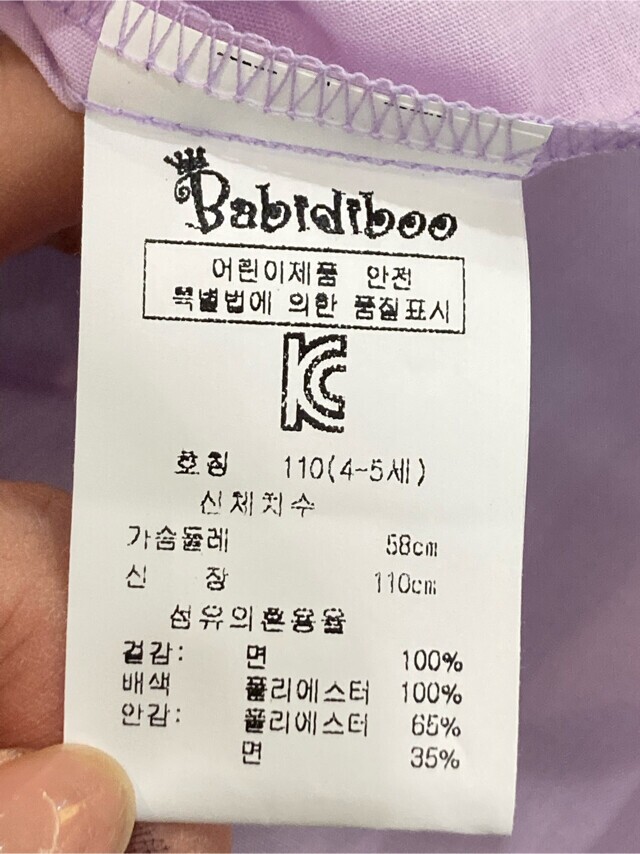 Babidiboo
어린이제품 안전
특별법에 의한 품질표시
KC
호칭 110(4~5세)
신체치수
가슴둘레 58cm
신 장 110cm
섬유의혼용율
겉감: 면 100%
배색 폴리에스터 100%
안감: 폴리에스터 65%
면 35%